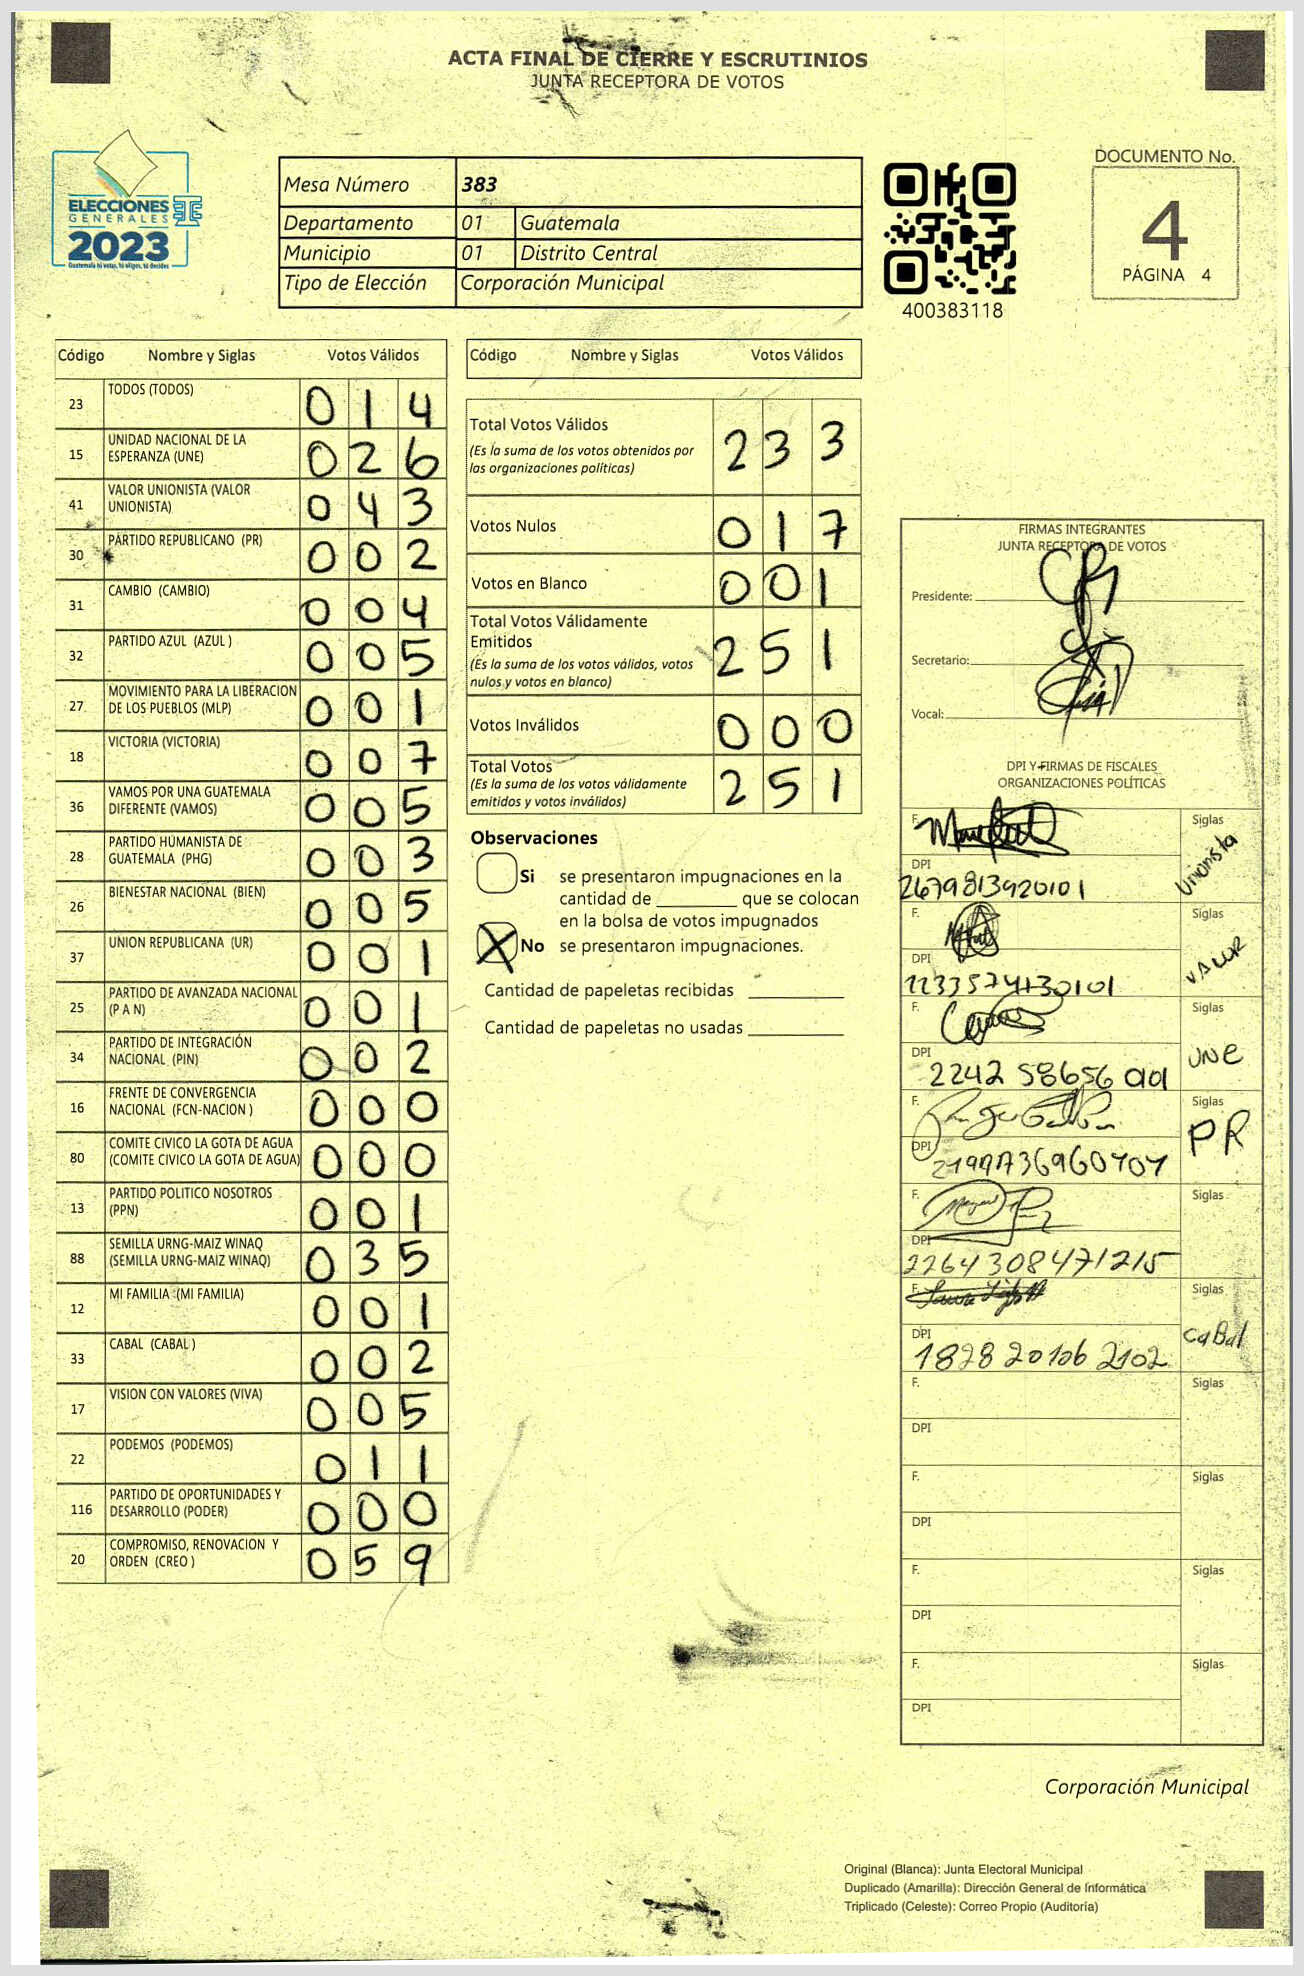 ACTA FINAL DE CIERRE Y ESCRUTINIOS
JUNTA RECEPTORA DE VOTOS
ELECCIONES
GENERALES
2023
Guatemala tú votas, tú eliges, tú decides
Mesa Número 383
Departamento 01 Guatemala
Municipio 01 Distrito Central
Tipo de Elección Corporación Municipal
400383118
DOCUMENTO No.
4
PÁGINA 4
Código Nombre y Siglas Votos Válidos
23 TODOS (TODOS) 0 1 4
15 UNIDAD NACIONAL DE LA ESPERANZA (UNE) 0 2 6
41 VALOR UNIONISTA (VALOR UNIONISTA) 0 4 3
30 PARTIDO REPUBLICANO (PR) 0 0 2
31 CAMBIO (CAMBIO) 0 0 4
32 PARTIDO AZUL (AZUL ) 0 0 5
27 MOVIMIENTO PARA LA LIBERACION DE LOS PUEBLOS (MLP) 0 0 1
18 VICTORIA (VICTORIA) 0 0 7
36 VAMOS POR UNA GUATEMALA DIFERENTE (VAMOS) 0 0 5
28 PARTIDO HUMANISTA DE GUATEMALA (PHG) 0 0 3
26 BIENESTAR NACIONAL (BIEN) 0 0 5
37 UNION REPUBLICANA (UR) 0 0 1
25 PARTIDO DE AVANZADA NACIONAL (P A N) 0 0 1
34 PARTIDO DE INTEGRACIÓN NACIONAL (PIN) 0 0 2
16 FRENTE DE CONVERGENCIA NACIONAL (FCN-NACION ) 0 0 0
80 COMITE CIVICO LA GOTA DE AGUA (COMITE CIVICO LA GOTA DE AGUA) 0 0 0
13 PARTIDO POLITICO NOSOTROS (PPN) 0 0 1
88 SEMILLA URNG-MAIZ WINAQ (SEMILLA URNG-MAIZ WINAQ) 0 3 5
12 MI FAMILIA (MI FAMILIA) 0 0 1
33 CABAL (CABAL ) 0 0 2
17 VISION CON VALORES (VIVA) 0 0 5
22 PODEMOS (PODEMOS) 0 1 1
116 PARTIDO DE OPORTUNIDADES Y DESARROLLO (PODER) 0 0 0
20 COMPROMISO, RENOVACION Y ORDEN (CREO ) 0 5 9
Código Nombre y Siglas Votos Válidos
Total Votos Válidos 2 3 3
(Es la suma de los votos obtenidos por
las organizaciones políticas)
Votos Nulos 0 1 7
Votos en Blanco 0 0 1
Total Votos Válidamente
Emitidos 2 5 1
(Es la suma de los votos válidos, votos
nulos y votos en blanco)
Votos Inválidos 0 0 0
Total Votos 2 5 1
(Es la suma de los votos válidamente
emitidos y votos inválidos)
Observaciones
Si se presentaron impugnaciones en la
cantidad de ________ que se colocan
en la bolsa de votos impugnados
X No se presentaron impugnaciones.
Cantidad de papeletas recibidas __________
Cantidad de papeletas no usadas __________
FIRMAS INTEGRANTES
JUNTA RECEPTORA DE VOTOS
Presidente:
Secretario:
Vocal:
DPI Y FIRMAS DE FISCALES
ORGANIZACIONES POLÍTICAS
F. Siglas
DPI Unionista
2679813920101
F. Siglas
DPI VALOR
F. Siglas
DPI UNE
2242 58656 0101
F. Siglas
DPI PR
F. Siglas
DPI
2264308471215
F. Siglas
DPI CaBal
1828 20106 2102
F. Siglas
DPI
F. Siglas
DPI
F. Siglas
DPI
F. Siglas
DPI
Corporación Municipal
Original (Blanca): Junta Electoral Municipal
Duplicado (Amarilla): Dirección General de Informática
Triplicado (Celeste): Correo Propio (Auditoría)